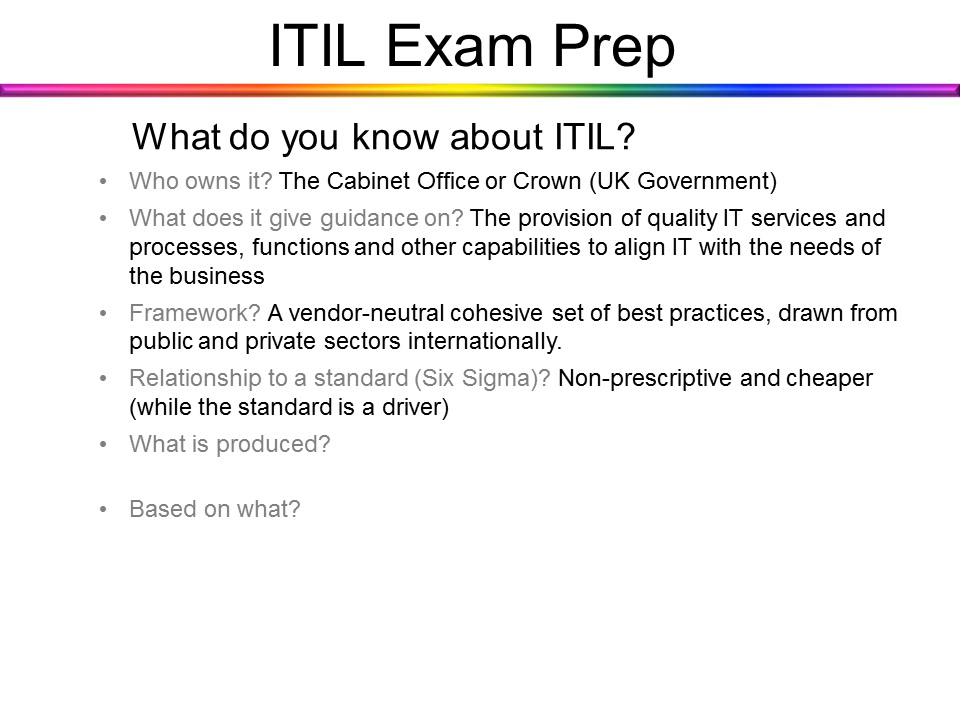 ITIL Exam Prep
What do you know about ITIL?
• Who owns it? The Cabinet Office or Crown (UK Government)
• What does it give guidance on? The provision of quality IT services and
processes, functions and other capabilities to align IT with the needs of
the business
• Framework? A vendor-neutral cohesive set of best practices, drawn from
public and private sectors internationally.
• Relationship to a standard (Six Sigma)? Non-prescriptive and cheaper
(while the standard is a driver)
• What is produced?
• Based on what?